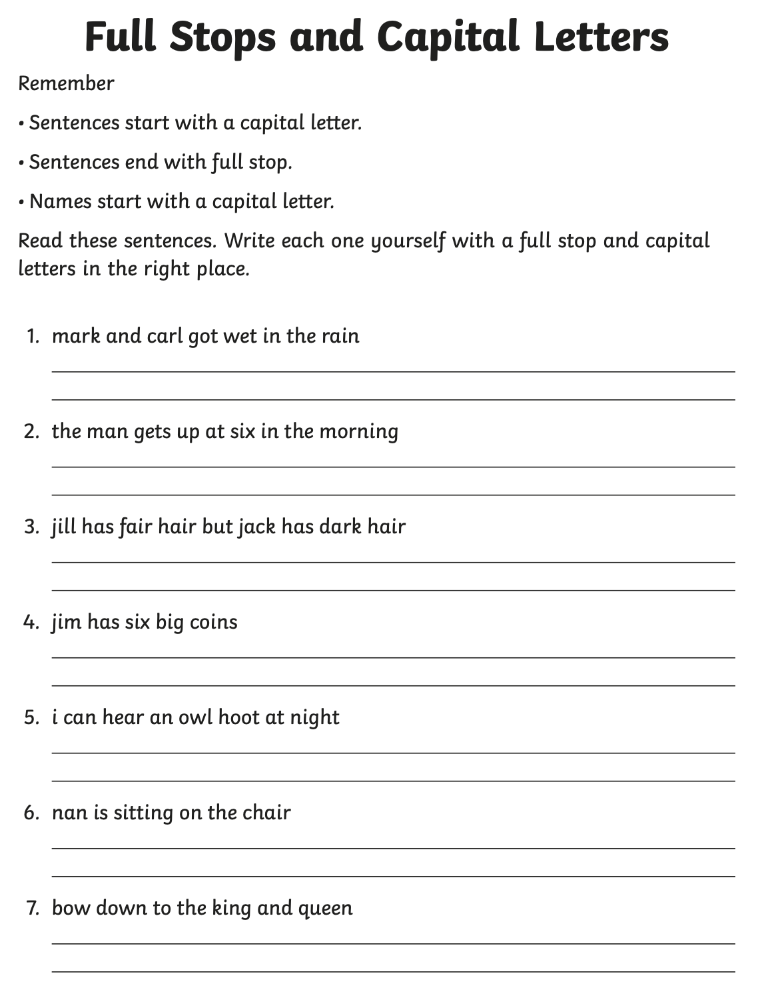 Full Stops and Capital Letters
Remember
• Sentences start with a capital letter.
• Sentences end with full stop.
• Names start with a capital letter.
Read these sentences. Write each one yourself with a full stop and capital
letters in the right place.
1. mark and carl got wet in the rain
2. the man gets up at six in the morning
3. jill has fair hair but jack has dark hair
4. jim has six big coins
5. i can hear an owl hoot at night
6. nan is sitting on the chair
7. bow down to the king and queen